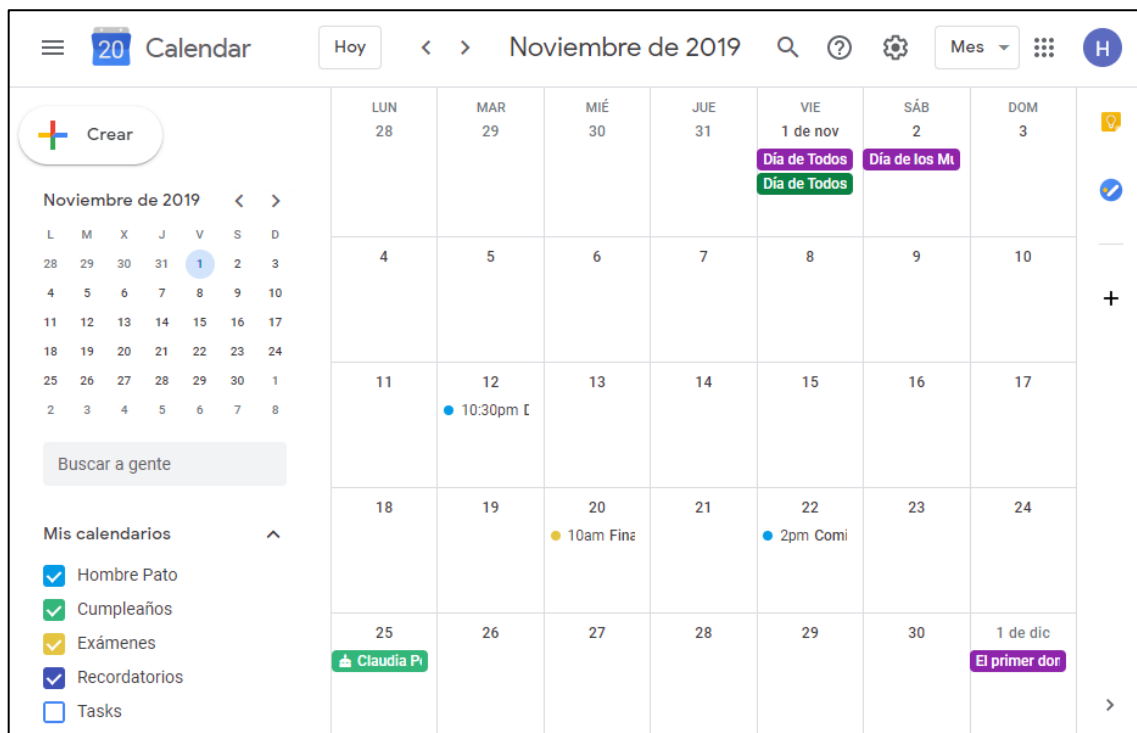 20 Calendar Hoy Noviembre de 2019 Mes H
Crear
Noviembre de 2019
L M X J V S D
28 29 30 31 1 2 3
4 5 6 7 8 9 10
11 12 13 14 15 16 17
18 19 20 21 22 23 24
25 26 27 28 29 30 1
2 3 4 5 6 7 8
Buscar a gente
Mis calendarios
Hombre Pato
Cumpleaños
Exámenes
Recordatorios
Tasks
LUN MAR MIÉ JUE VIE SÁB DOM
28 29 30 31 1 de nov 2 3
Día de Todos Día de los Mu
Día de Todos
4 5 6 7 8 9 10
11 12 13 14 15 16 17
10:30pm
18 19 20 21 22 23 24
10am Fina 2pm Comi
25 26 27 28 29 30 1 de dic
Claudia El primer dor